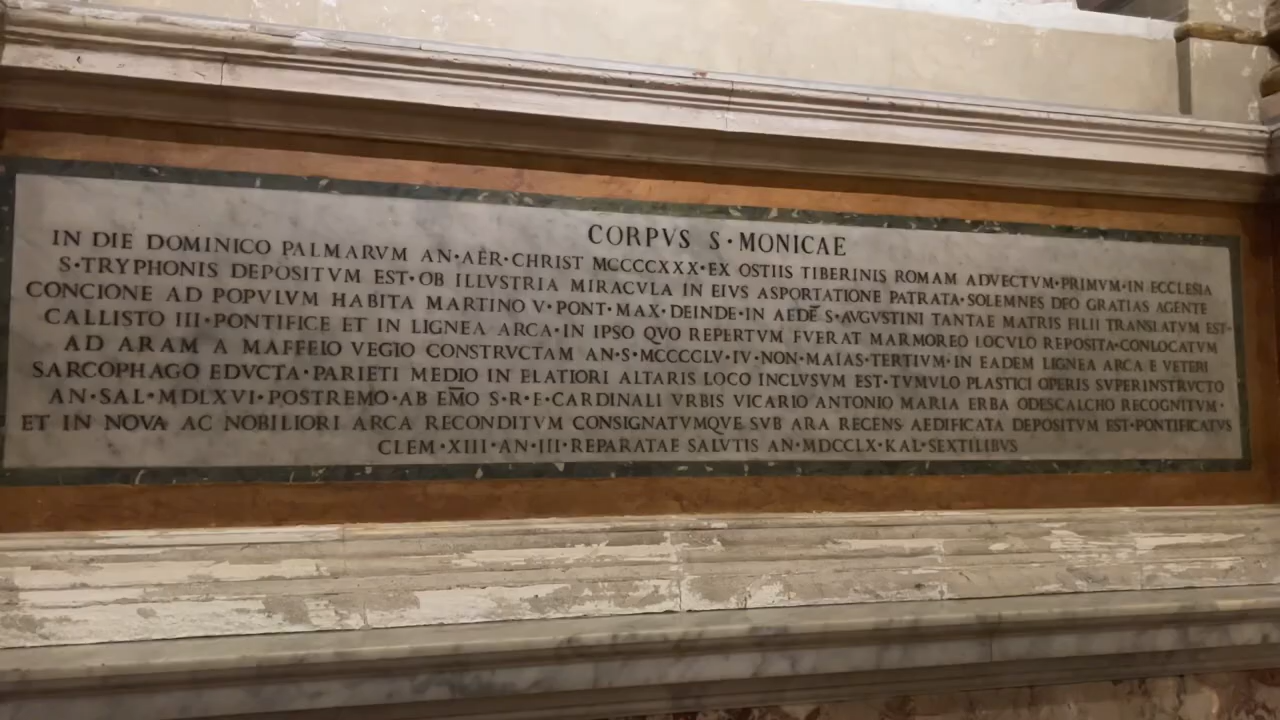 CORPVS S·MONICAE
IN DIE DOMINICO PALMARVM AN·AER·CHRIST MCCCCXXX·EX OSTIIS TIBERINIS ROMAM ADVECTVM·PRIMVM·IN ECCLESIA
S·TRYPHONIS DEPOSITVM EST·OB ILLVSTRIA MIRACVLA IN EIVS ASPORTATIONE PATRATA·SOLEMNES DEO GRATIAS AGENTE
CONCIONE AD POPVLVM HABITA MARTINO V·PONT·MAX·DEINDE·IN AEDE S·AVGVSTINI TANTAE MATRIS FILII TRANSLATVM EST·
CALLISTO III·PONTIFICE ET IN LIGNEA ARCA·IN IPSO QVO REPERTVM FVERAT MARMOREO LOCVLO REPOSITA·CONLOCATVM
AD ARAM A MAFFEIO VEGIO CONSTRVCTAM AN·S·MCCCCLV·IV·NON·MAIAS·TERTIVM·IN EADEM LIGNEA ARCA E VETERI
SARCOPHAGO EDVCTA·PARIETI MEDIO IN ELATIORI ALTARIS LOCO INCLVSVM EST·TVMVLO PLASTICI OPERIS SVPERINSTRVCTO
AN·SAL·MDLXVI·POSTREMO·AB EM̅O S·R·E·CARDINALI VRBIS VICARIO ANTONIO MARIA ERBA ODESCALCHO RECOGNITVM·
ET IN NOVA AC NOBILIORI ARCA RECONDITVM CONSIGNATVMQVE SVB ARA RECENS AEDIFICATA DEPOSITVM EST·PONTIFICATVS
CLEM·XIII·AN·III·REPARATAE SALVTIS AN·MDCCLX·KAL·SEXTILIBVS